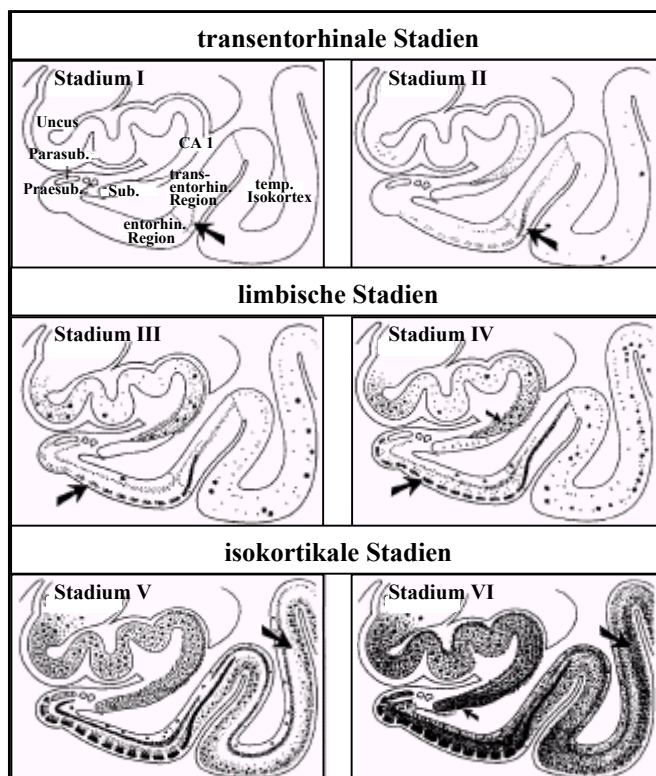 transentorhinale Stadien
Stadium I
Uncus
Parasub.
Praesub.
Sub.
CA 1
trans-
entorhin.
Region
temp.
Isokortex
entorhin.
Region
Stadium II
limbische Stadien
Stadium III
Stadium IV
isokortikale Stadien
Stadium V
Stadium VI